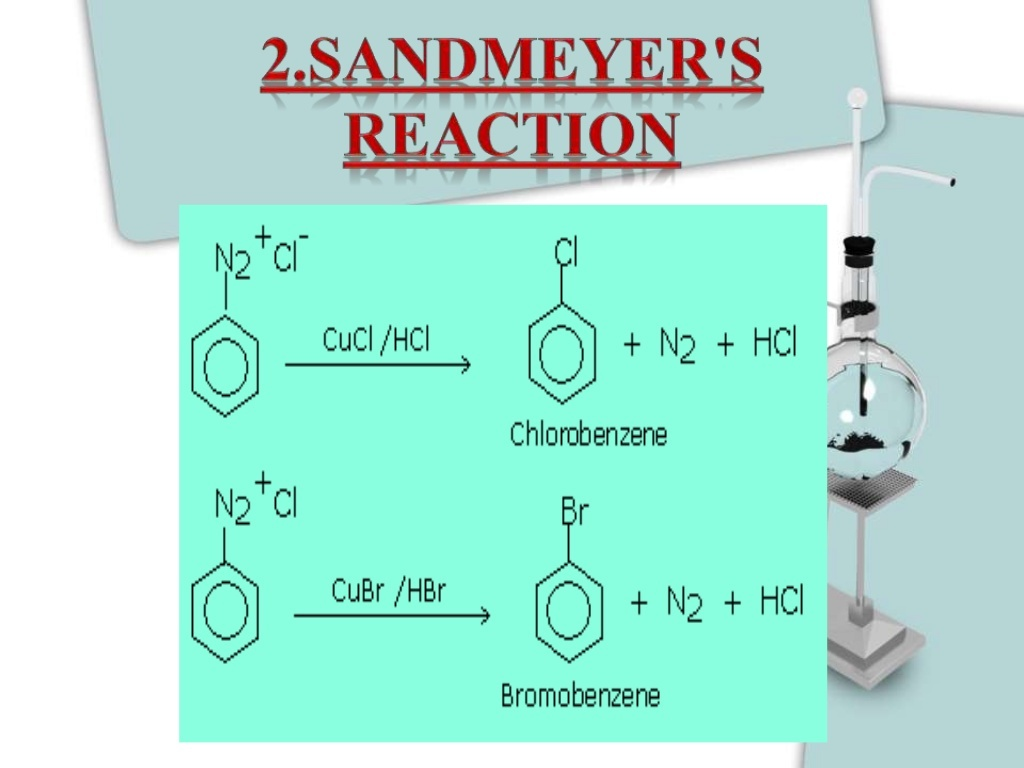 2.SANDMEYER'S
REACTION
N2+Cl-
Cl
CuCl /HCl
+ N2 + HCl
Chlorobenzene
N2+Cl
Br
CuBr /HBr
+ N2 + HCl
Bromobenzene